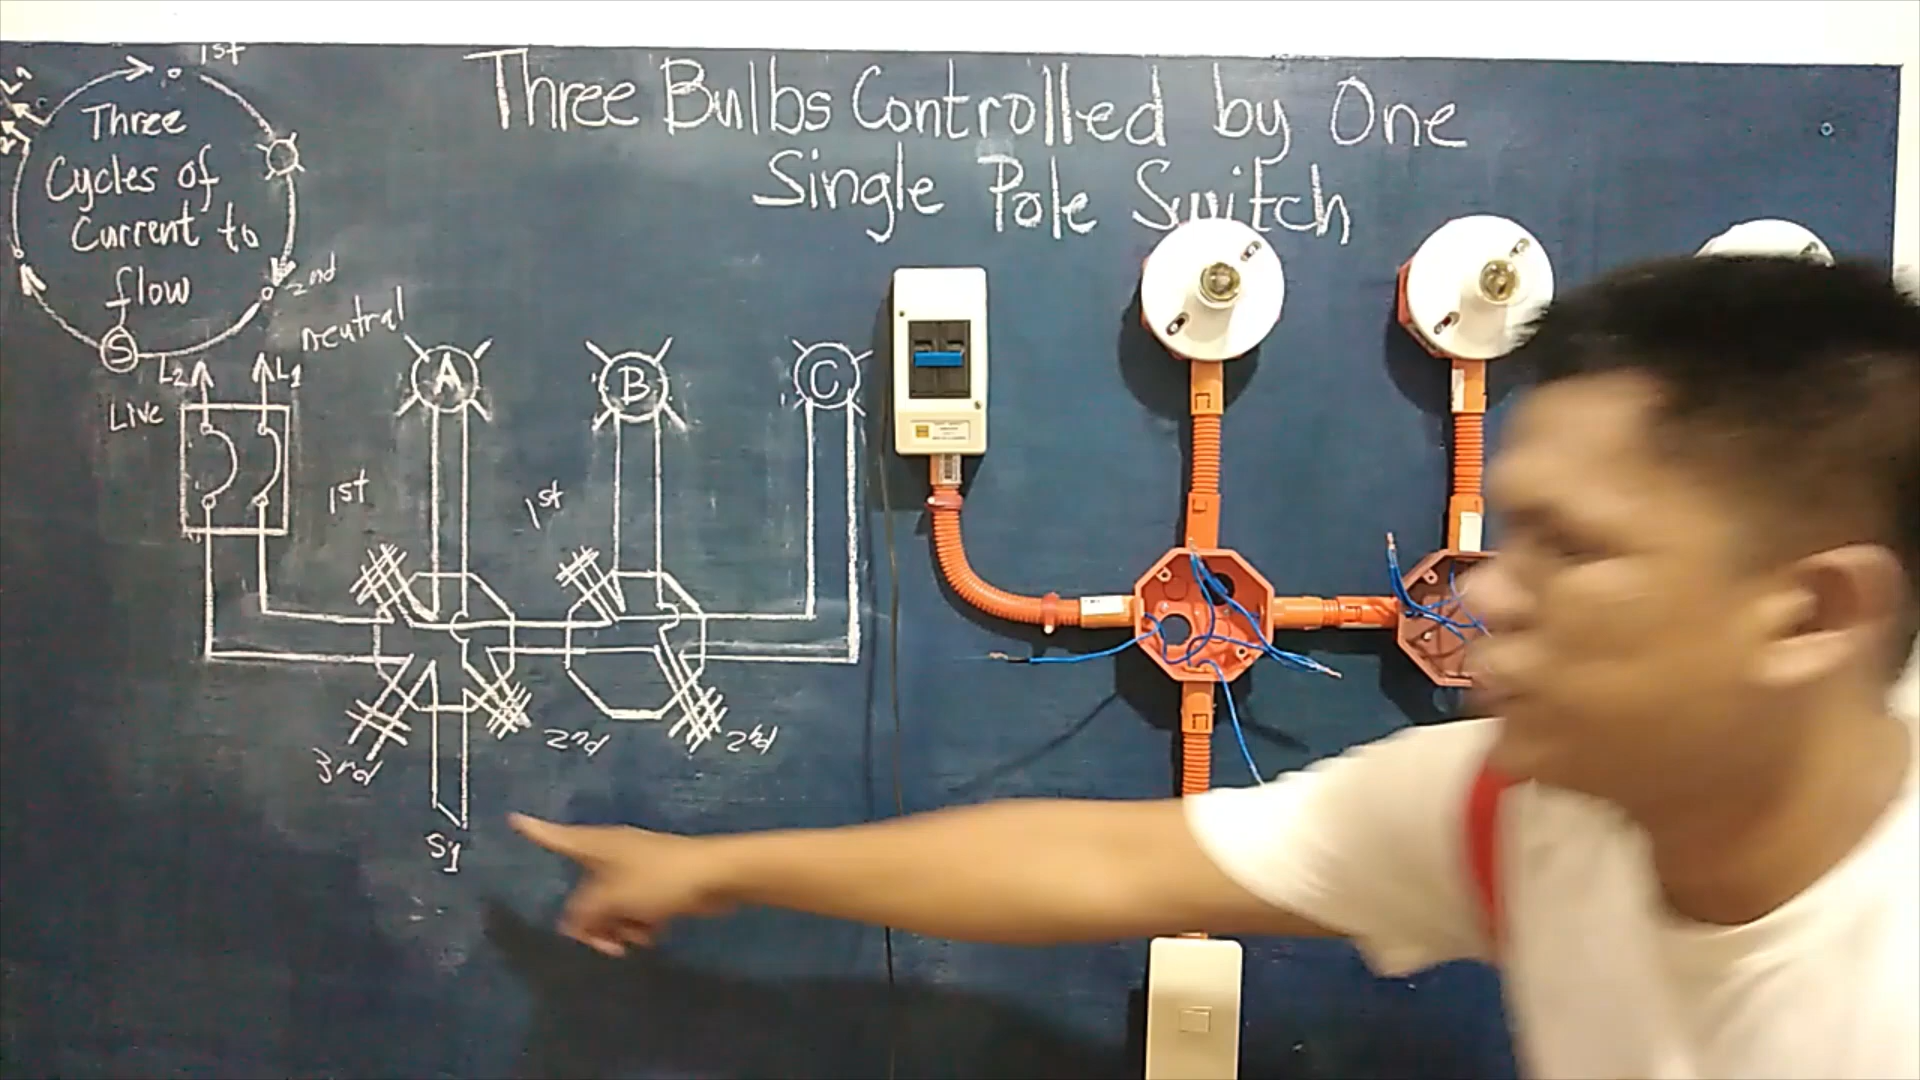 Three Bulbs Controlled by One
Single Pole Switch
1st
Three
Cycles of
Current to
flow
2nd
S
L2
L1
neutral
Live
A
B
C
1st
1st
3rd
2nd
2nd
S1